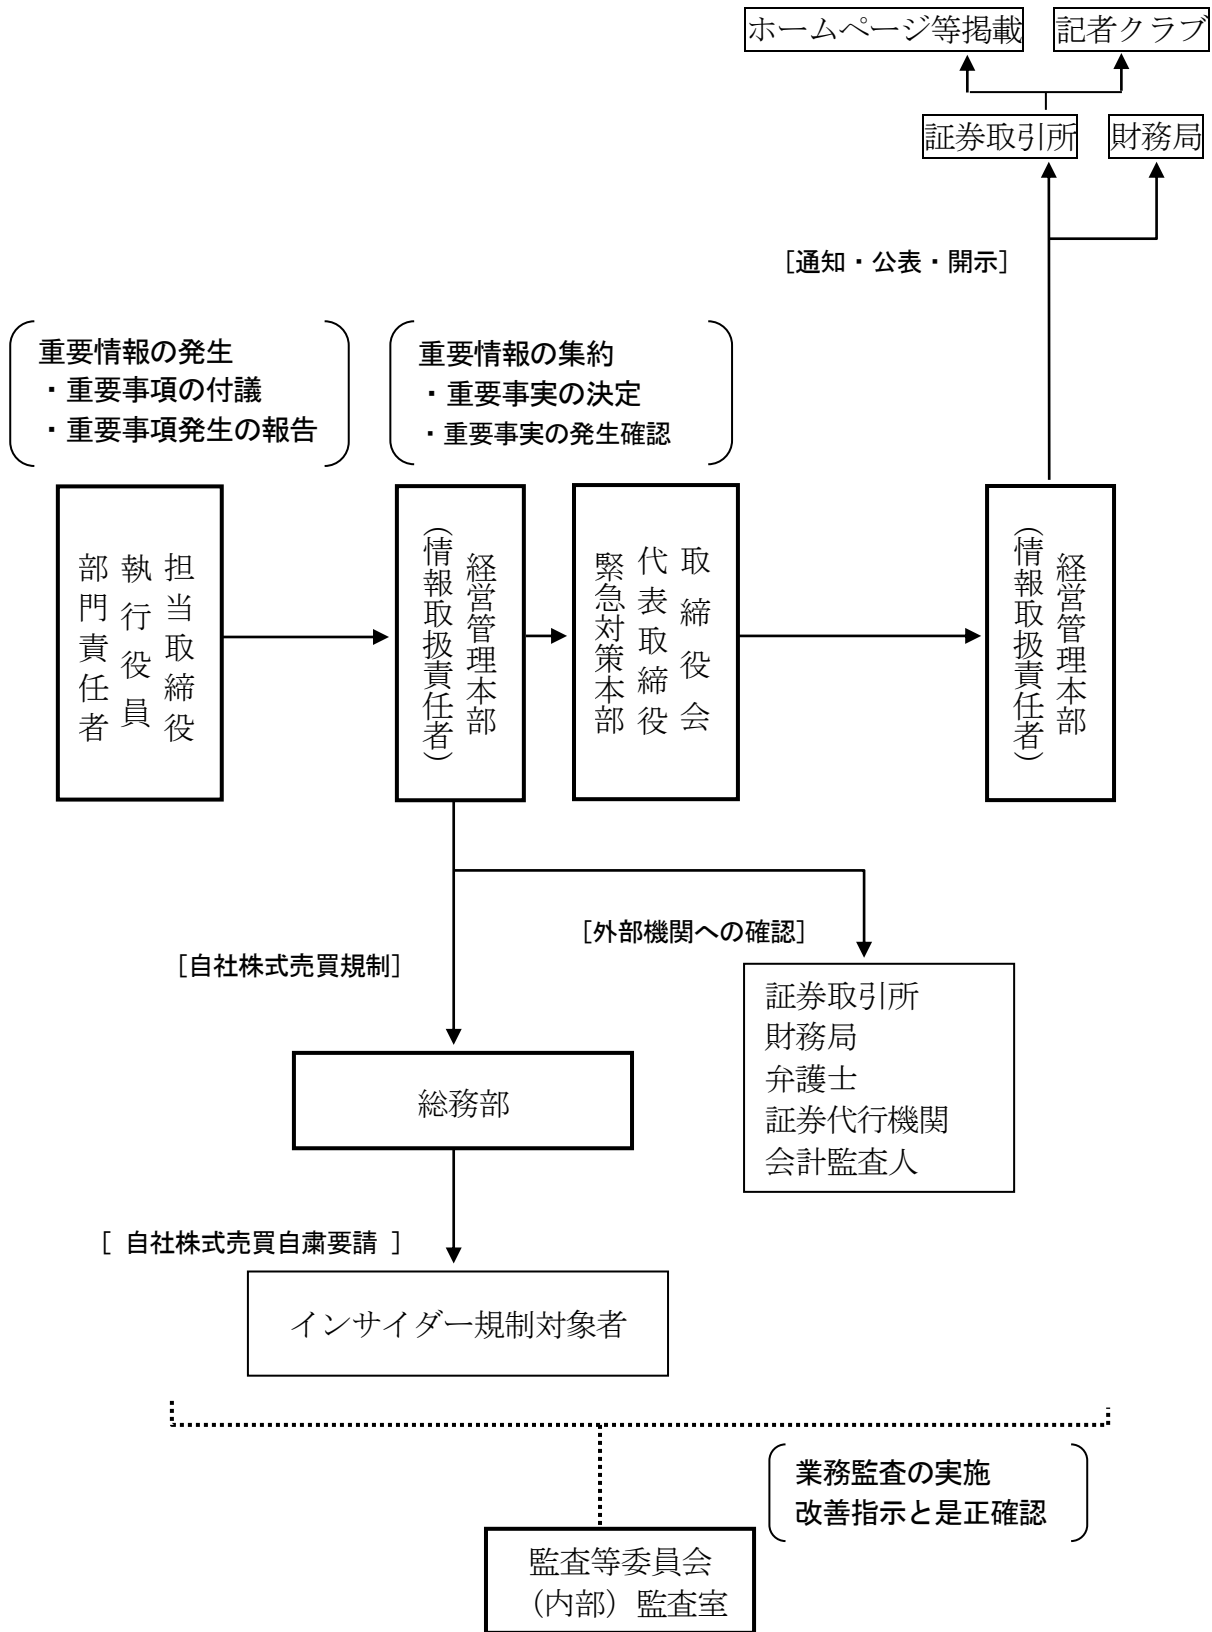 ホームページ等掲載
記者クラブ
証券取引所
財務局
［通知・公表・開示］
重要情報の発生
・重要事項の付議
・重要事項発生の報告
重要情報の集約
・重要事実の決定
・重要事実の発生確認
担当取締役
執行役員
部門責任者
経営管理本部
（情報取扱責任者）
取締役会
代表取締役
緊急対策本部
経営管理本部
（情報取扱責任者）
［外部機関への確認］
［自社株式売買規制］
証券取引所
財務局
弁護士
証券代行機関
会計監査人
総務部
［ 自社株式売買自粛要請 ］
インサイダー規制対象者
業務監査の実施
改善指示と是正確認
監査等委員会
（内部）監査室